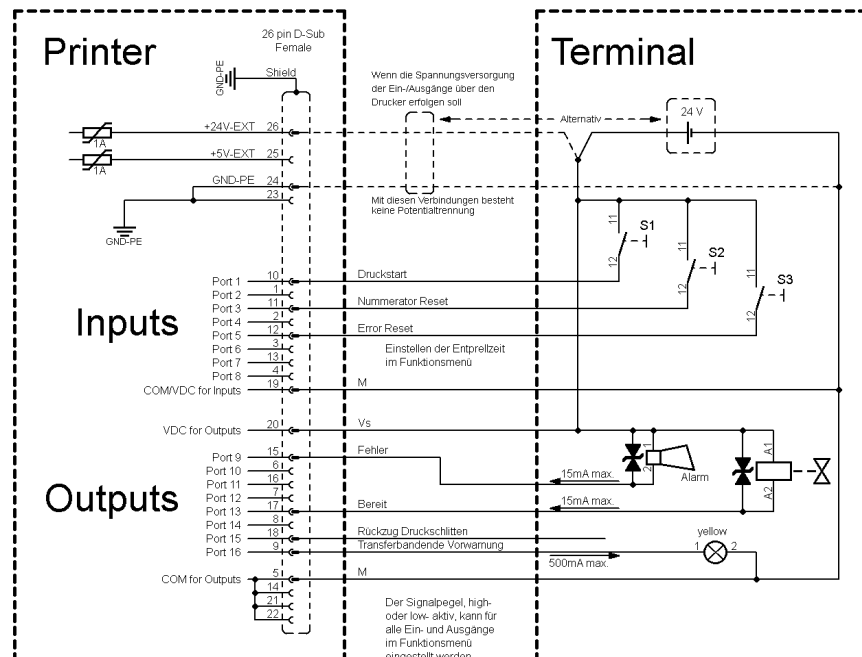 Printer
26 pin D-Sub
Female
Terminal
GND-PE
Shield
Wenn die Spannungsversorgung
der Ein-/Ausgänge über den
Drucker erfolgen soll
Alternativ
24 V
+24V-EXT 26
1A
+5V-EXT 25
1A
GND-PE 24
23
GND-PE
Mit diesen Verbindungen besteht
keine Potentialtrennung
11 S1
12
11 S2
12
11 S3
12
Inputs
Port 1 10 Druckstart
Port 2 1
Port 3 11 Nummerator Reset
Port 4 2
Port 5 12 Error Reset
Port 6 3
Port 7 13
Port 8 4
COM/VDC for Inputs 19 M
Einstellen der Entprellzeit
im Funktionsmenü
Outputs
VDC for Outputs 20 Vs
Port 9 15 Fehler
Port 10 6
Port 11 16
Port 12 7
Port 13 17 Bereit
Port 14 8
Port 15 18 Rückzug Druckschlitten
Port 16 9 Transferbandende Vorwarnung
COM for Outputs 5 M
14
21
22
15mA max.
2 1
Alarm
15mA max.
A1
A2
yellow
1 2
500mA max.
Der Signalpegel, high-
oder low- aktiv, kann für
alle Ein- und Ausgänge
im Funktionsmenü
eingestellt werden